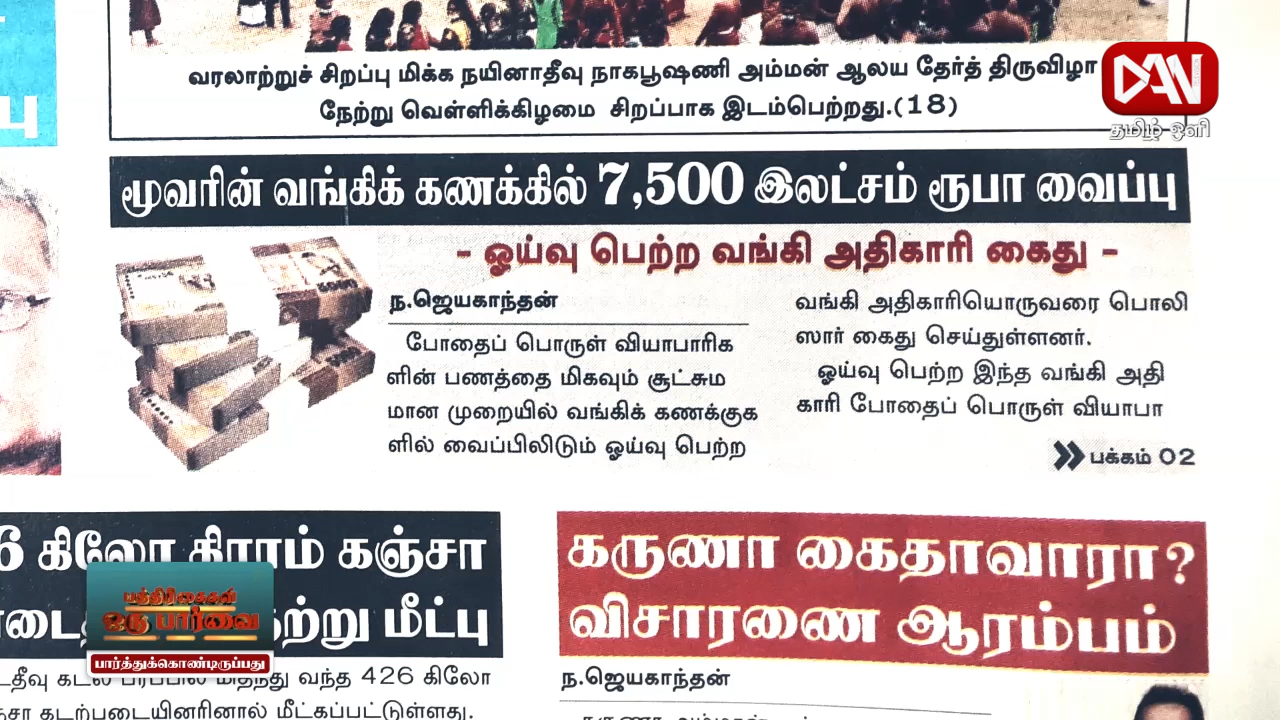 வரலாற்றுச் சிறப்பு மிக்க நயினாதீவு நாகபூஷணி அம்மன் ஆலய தேர்த் திருவிழா
நேற்று வெள்ளிக்கிழமை சிறப்பாக இடம்பெற்றது.(18)
DAN
தமிழ் ஒளி
மூவரின் வங்கிக் கணக்கில் 7,500 இலட்சம் ரூபா வைப்பு
- ஓய்வு பெற்ற வங்கி அதிகாரி கைது -
ந.ஜெயகாந்தன்
போதைப் பொருள் வியாபாரிக
ளின் பணத்தை மிகவும் சூட்சும
மான முறையில் வங்கிக் கணக்குக
ளில் வைப்பிலிடும் ஓய்வு பெற்ற
வங்கி அதிகாரியொருவரை பொலி
ஸார் கைது செய்துள்ளனர்.
ஓய்வு பெற்ற இந்த வங்கி அதி
காரி போதைப் பொருள் வியாபா
பக்கம் 02
6 கிலோ கிராம் கஞ்சா
மீட்பு
வந்த 426 கிலோ
கடற்படையினரினால் மீட்கப்பட்டுள்ளது.
பத்திரிகைகள்
ஒரு பார்வை
பார்த்துக்கொண்டிருப்பது
கருணா கைதாவாரா?
விசாரணை ஆரம்பம்
ந.ஜெயகாந்தன்